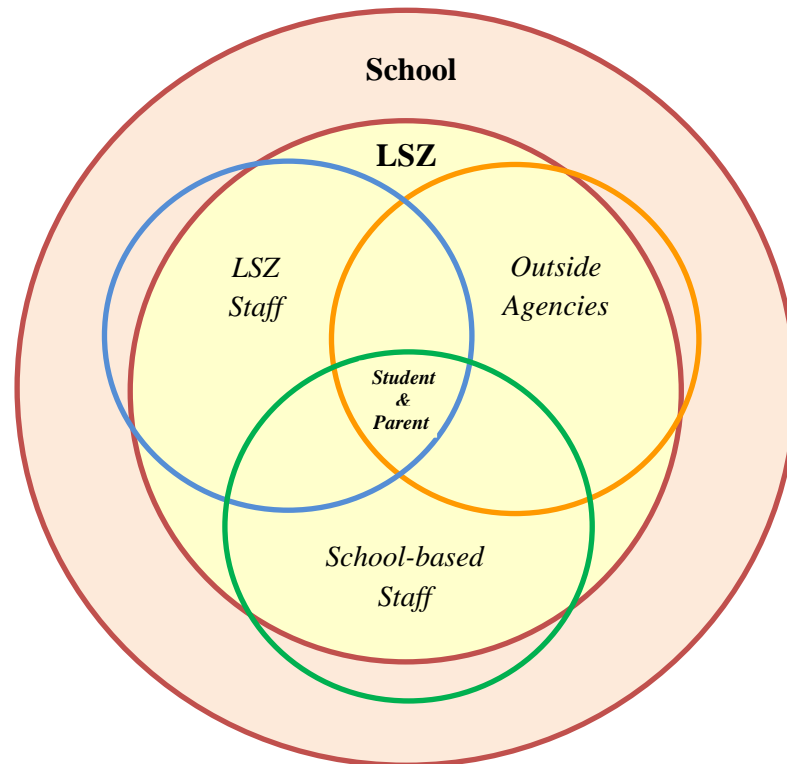 School
LSZ
LSZ
Staff
Outside
Agencies
Student
&
Parent
School-based
Staff